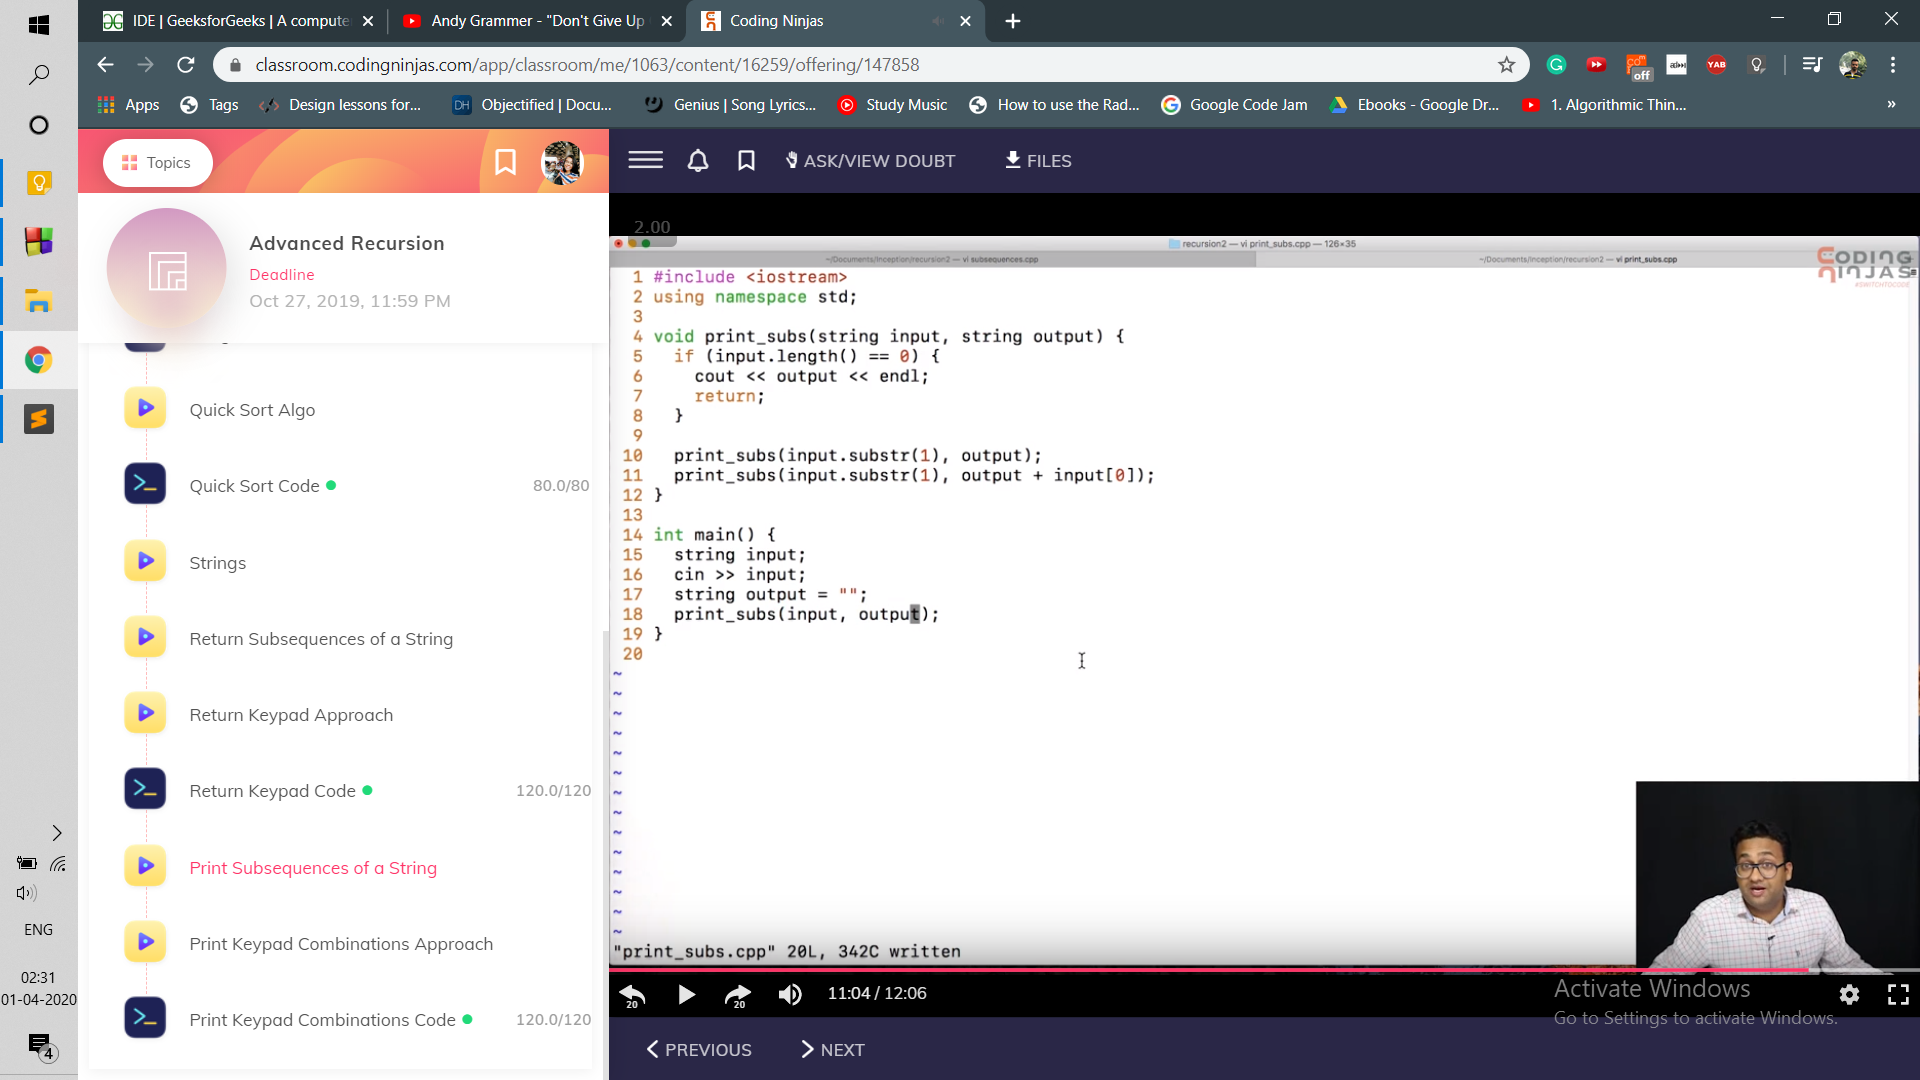 IDE | GeeksforGeeks | A compute
Andy Grammer - "Don't Give Up
Coding Ninjas
classroom.codingninjas.com/app/classroom/me/1063/content/16259/offering/147858
off
YAB
Apps
Tags
Design lessons for...
DH
Objectified | Docu...
Genius | Song Lyrics...
Study Music
How to use the Rad...
Google Code Jam
Ebooks - Google Dr...
1. Algorithmic Thin...
»
Topics
ASK/VIEW DOUBT
FILES
Advanced Recursion
Deadline
Oct 27, 2019, 11:59 PM
Quick Sort Algo
Quick Sort Code
80.0/80
Strings
Return Subsequences of a String
Return Keypad Approach
Return Keypad Code
120.0/120
Print Subsequences of a String
Print Keypad Combinations Approach
Print Keypad Combinations Code
120.0/120
2.00
recursion2 — vi print_subs.cpp — 126×35
~/Documents/Inception/recursion2 — vi subsequences.cpp
~/Documents/Inception/recursion2 — vi print_subs.cpp
CODING
NINJAS
#SWITCHTOCODE
1 #include <iostream>
2 using namespace std;
3
4 void print_subs(string input, string output) {
5   if (input.length() == 0) {
6     cout << output << endl;
7     return;
8   }
9
10   print_subs(input.substr(1), output);
11   print_subs(input.substr(1), output + input[0]);
12 }
13
14 int main() {
15   string input;
16   cin >> input;
17   string output = "";
18   print_subs(input, output);
19 }
20
~
~
~
~
~
~
~
~
~
~
~
~
~
~
"print_subs.cpp" 20L, 342C written
20
20
11:04 / 12:06
Activate Windows
Go to Settings to activate Windows.
PREVIOUS
NEXT
ENG
02:31
01-04-2020
4